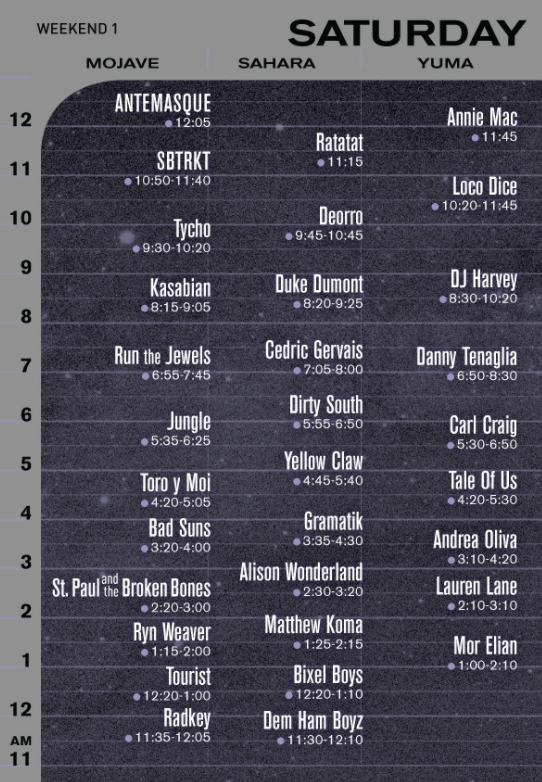 WEEKEND 1
SATURDAY
MOJAVE
SAHARA
YUMA
12
11
10
9
8
7
6
5
4
3
2
1
12
AM
11
ANTEMASQUE
12:05
SBTRKT
10:50-11:40
Tycho
9:30-10:20
Kasabian
8:15-9:05
Run the Jewels
6:55-7:45
Jungle
5:35-6:25
Toro y Moi
4:20-5:05
Bad Suns
3:20-4:00
St. Paul and the Broken Bones
2:20-3:00
Ryn Weaver
1:15-2:00
Tourist
12:20-1:00
Radkey
11:35-12:05
Ratatat
11:15
Deorro
9:45-10:45
Duke Dumont
8:20-9:25
Cedric Gervais
7:05-8:00
Dirty South
5:55-6:50
Yellow Claw
4:45-5:40
Gramatik
3:35-4:30
Alison Wonderland
2:30-3:20
Matthew Koma
1:25-2:15
Bixel Boys
12:20-1:10
Dem Ham Boyz
11:30-12:10
Annie Mac
11:45
Loco Dice
10:20-11:45
DJ Harvey
8:30-10:20
Danny Tenaglia
6:50-8:30
Carl Craig
5:30-6:50
Tale Of Us
4:20-5:30
Andrea Oliva
3:10-4:20
Lauren Lane
2:10-3:10
Mor Elian
1:00-2:10